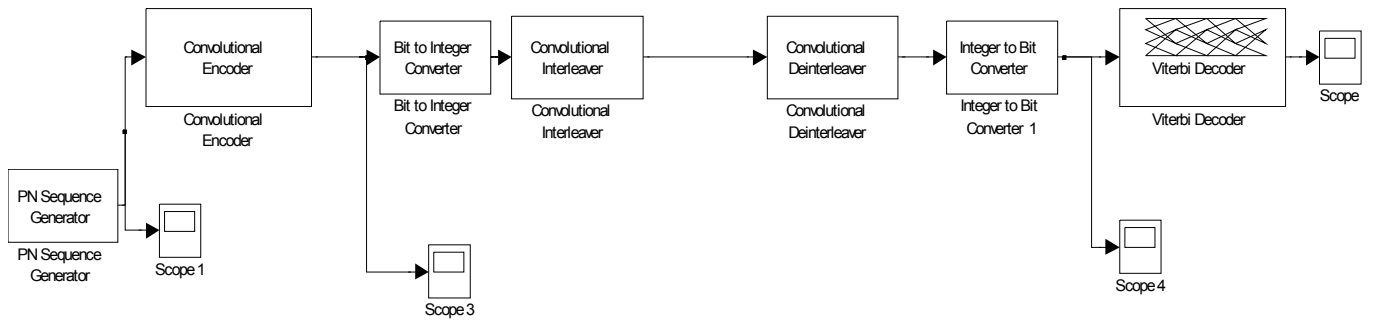 Convolutional
Encoder
Convolutional
Encoder
Bit to Integer
Converter
Bit to Integer
Converter
Convolutional
Interleaver
Convolutional
Interleaver
Convolutional
Deinterleaver
Convolutional
Deinterleaver
Integer to Bit
Converter
Integer to Bit
Converter 1
Viterbi Decoder
Viterbi Decoder
Scope
PN Sequence
Generator
PN Sequence
Generator
Scope 1
Scope 3
Scope 4